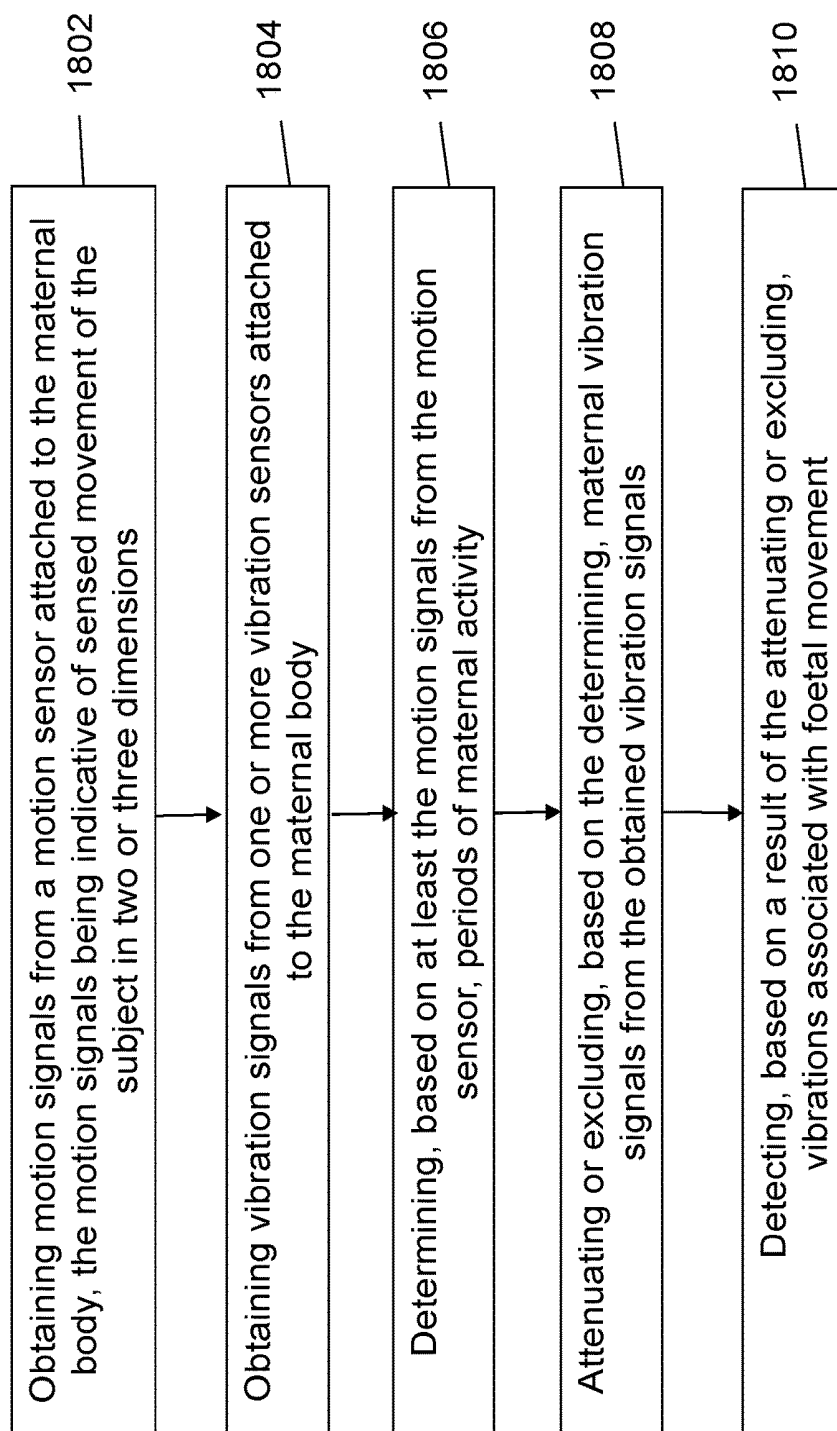 Obtaining motion signals from a motion sensor attached to the maternal
body, the motion signals being indicative of sensed movement of the
subject in two or three dimensions
1802
Obtaining vibration signals from one or more vibration sensors attached
to the maternal body
1804
Determining, based on at least the motion signals from the motion
sensor, periods of maternal activity
1806
Attenuating or excluding, based on the determining, maternal vibration
signals from the obtained vibration signals
1808
Detecting, based on a result of the attenuating or excluding,
vibrations associated with foetal movement
1810